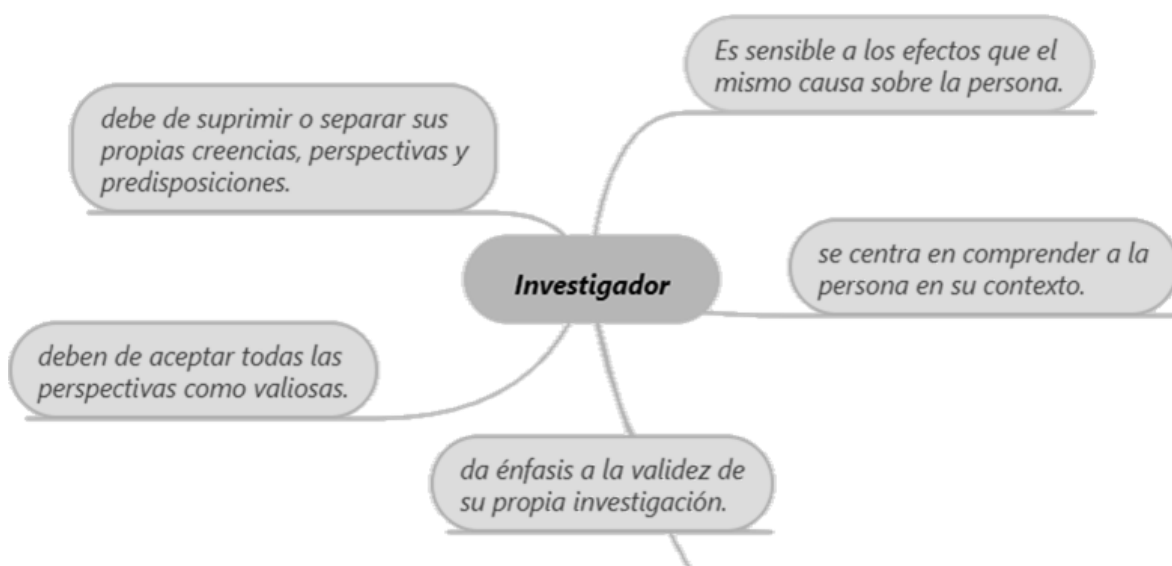 Es sensible a los efectos que el
mismo causa sobre la persona.
debe de suprimir o separar sus
propias creencias, perspectivas y
predisposiciones.
se centra en comprender a la
persona en su contexto.
Investigador
deben de aceptar todas las
perspectivas como valiosas.
da énfasis a la validez de
su propia investigación.